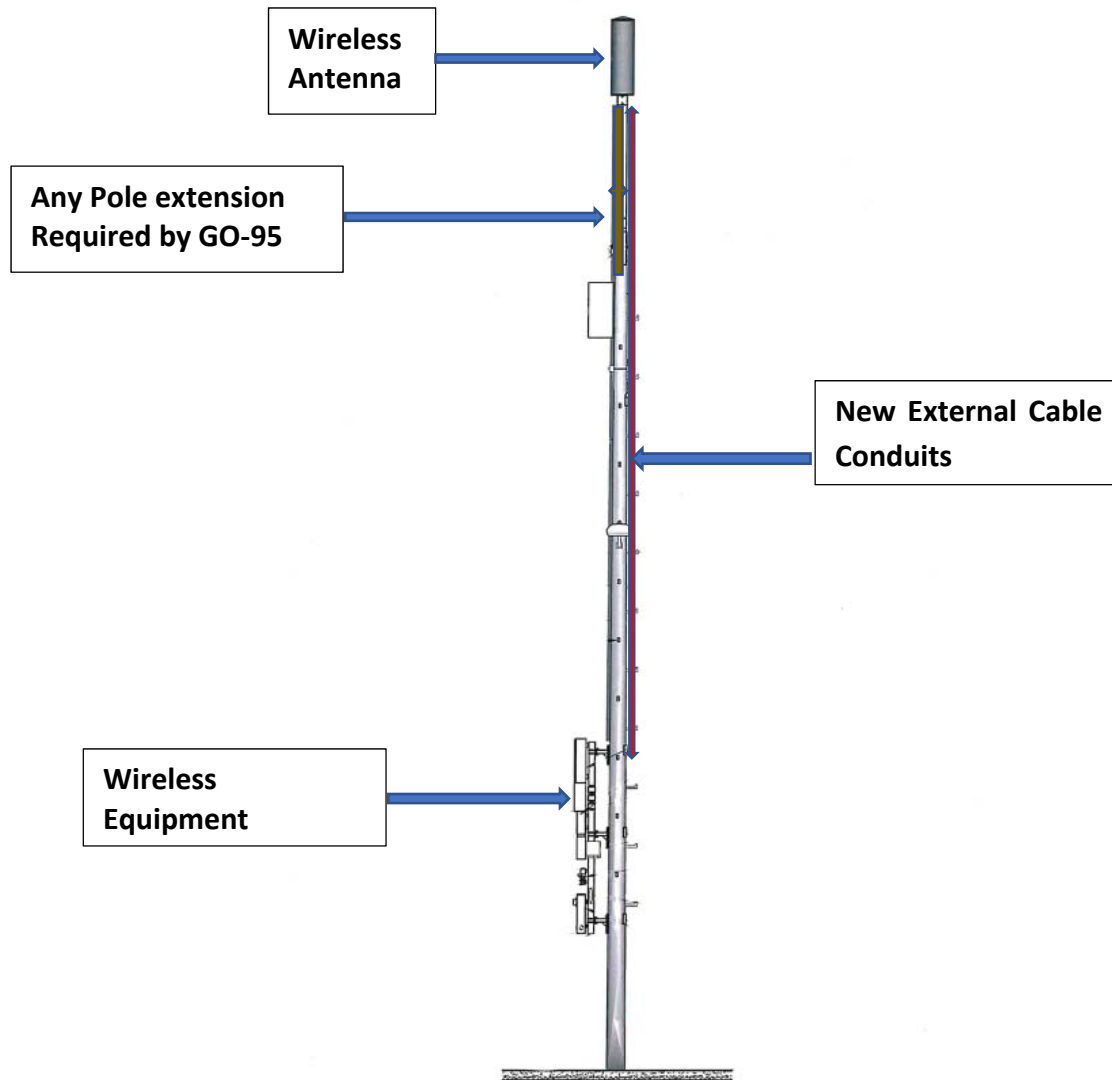 Wireless
Antenna
Any Pole extension
Required by GO-95
New External Cable
Conduits
Wireless
Equipment